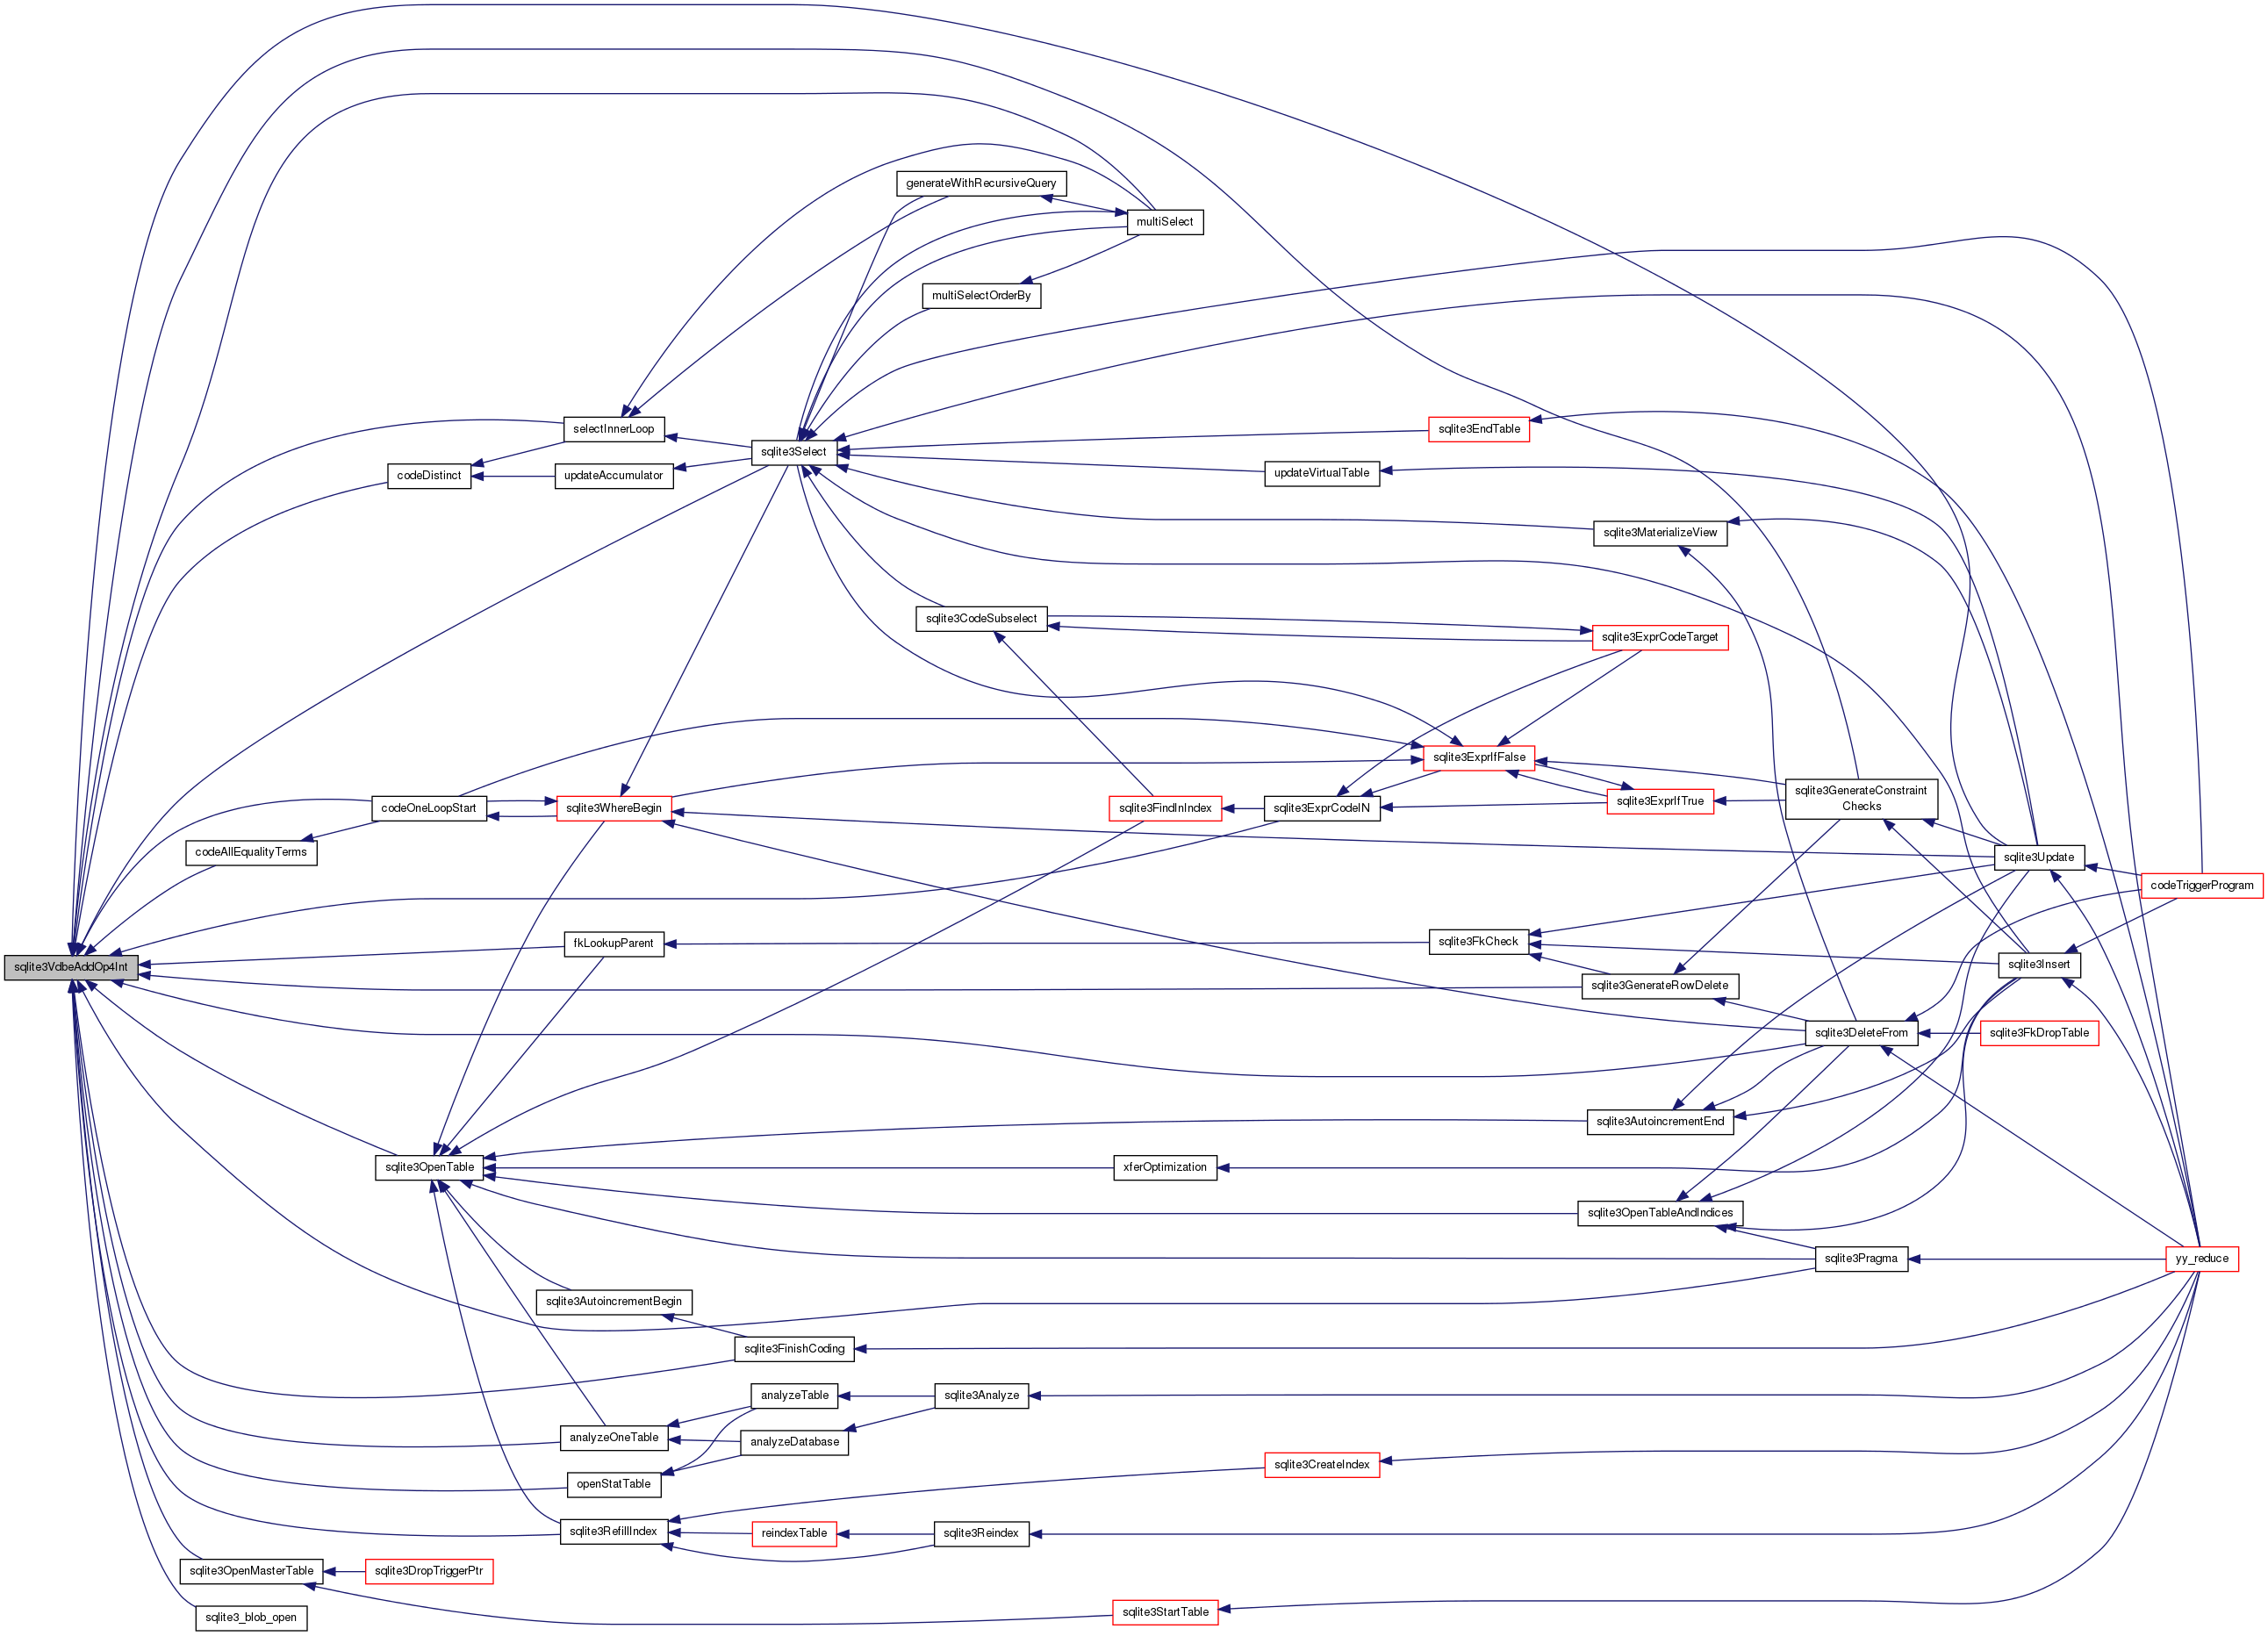 generateWithRecursiveQuery
multiSelect
multiSelectOrderBy
selectInnerLoop
sqlite3EndTable
sqlite3Select
codeDistinct
updateAccumulator
updateVirtualTable
sqlite3MaterializeView
sqlite3CodeSubselect
sqlite3ExprCodeTarget
sqlite3ExprIfFalse
sqlite3GenerateConstraint
Checks
codeOneLoopStart
sqlite3WhereBegin
sqlite3FindInIndex
sqlite3ExprCodeIN
sqlite3ExprIfTrue
codeAllEqualityTerms
sqlite3Update
codeTriggerProgram
fkLookupParent
sqlite3FkCheck
sqlite3VdbeAddOp4Int
sqlite3Insert
sqlite3GenerateRowDelete
sqlite3DeleteFrom
sqlite3FkDropTable
sqlite3AutoincrementEnd
sqlite3OpenTable
xferOptimization
sqlite3OpenTableAndIndices
sqlite3Pragma
yy_reduce
sqlite3AutoincrementBegin
sqlite3FinishCoding
analyzeTable
sqlite3Analyze
analyzeOneTable
analyzeDatabase
sqlite3CreateIndex
openStatTable
sqlite3RefillIndex
reindexTable
sqlite3Reindex
sqlite3OpenMasterTable
sqlite3DropTriggerPtr
sqlite3StartTable
sqlite3_blob_open